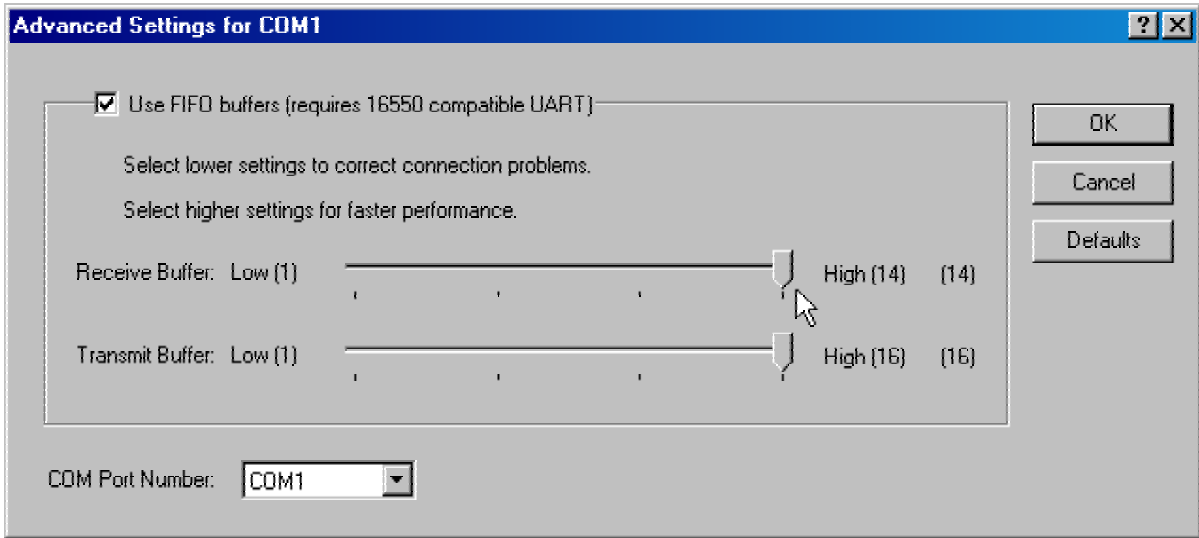 Advanced Settings for COM1
Use FIFO buffers (requires 16550 compatible UART)
OK
Select lower settings to correct connection problems.
Cancel
Select higher settings for faster performance.
Defaults
Receive Buffer: Low (1) High (14) (14)
Transmit Buffer: Low (1) High (16) (16)
COM Port Number: COM1